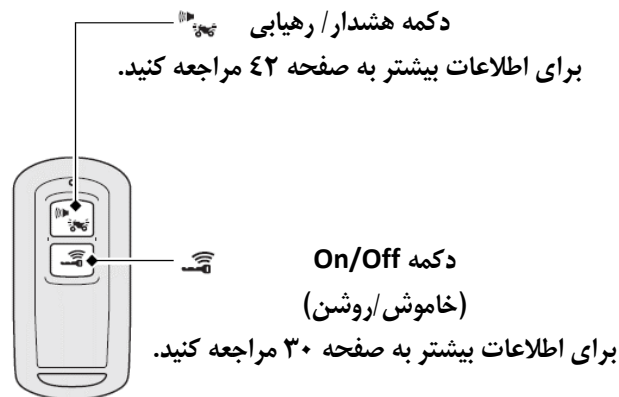 دکمه هشدار/ رهیابی
برای اطلاعات بیشتر به صفحه ٤٢ مراجعه کنید.
دکمه On/Off
(خاموش/روشن)
برای اطلاعات بیشتر به صفحه ۳۰ مراجعه کنید.